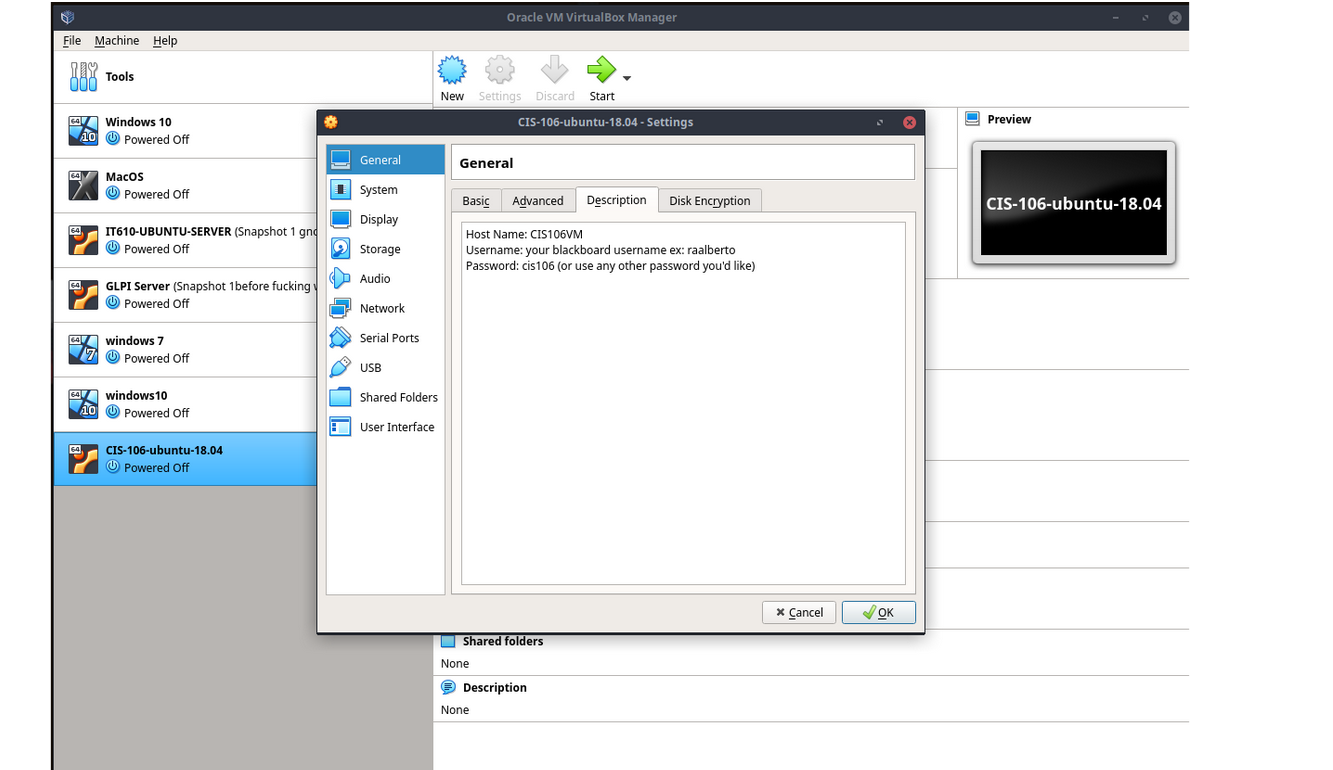 Oracle VM VirtualBox Manager
File Machine Help
Tools
New Settings Discard Start
Windows 10
Powered Off
MacOS
Powered Off
IT610-UBUNTU-SERVER (Snapshot 1
Powered Off
GLPI Server (Snapshot 1before fucking
Powered Off
windows 7
Powered Off
windows10
Powered Off
CIS-106-ubuntu-18.04
Powered Off
CIS-106-ubuntu-18.04 - Settings
General
System
Display
Storage
Audio
Network
Serial Ports
USB
Shared Folders
User Interface
General
Basic Advanced Description Disk Encryption
Host Name: CIS106VM
Username: your blackboard username ex: raalberto
Password: cis106 (or use any other password you'd like)
Cancel OK
Preview
CIS-106-ubuntu-18.04
Shared folders
None
Description
None